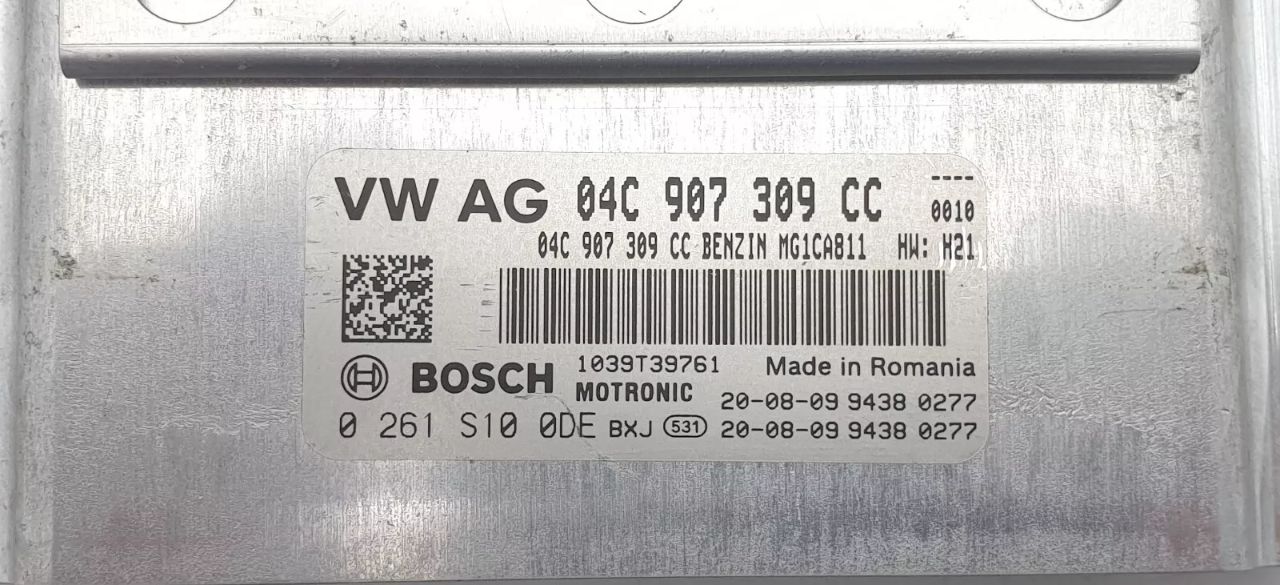 VW AG 04C 907 309 CC ----
0010
04C 907 309 CC BENZIN MG1CA811 HW: H21
BOSCH 1039T39761 Made in Romania
MOTRONIC 20-08-09 9438 0277
0 261 S10 0DE BXJ 531 20-08-09 9438 0277